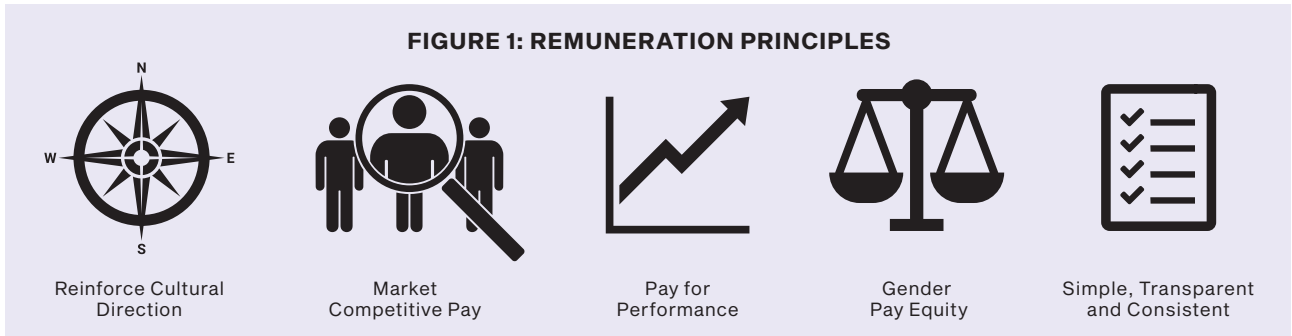 FIGURE 1: REMUNERATION PRINCIPLES
N
W
E
S
Reinforce Cultural
Direction
Market
Competitive Pay
Pay for
Performance
Gender
Pay Equity
Simple, Transparent
and Consistent